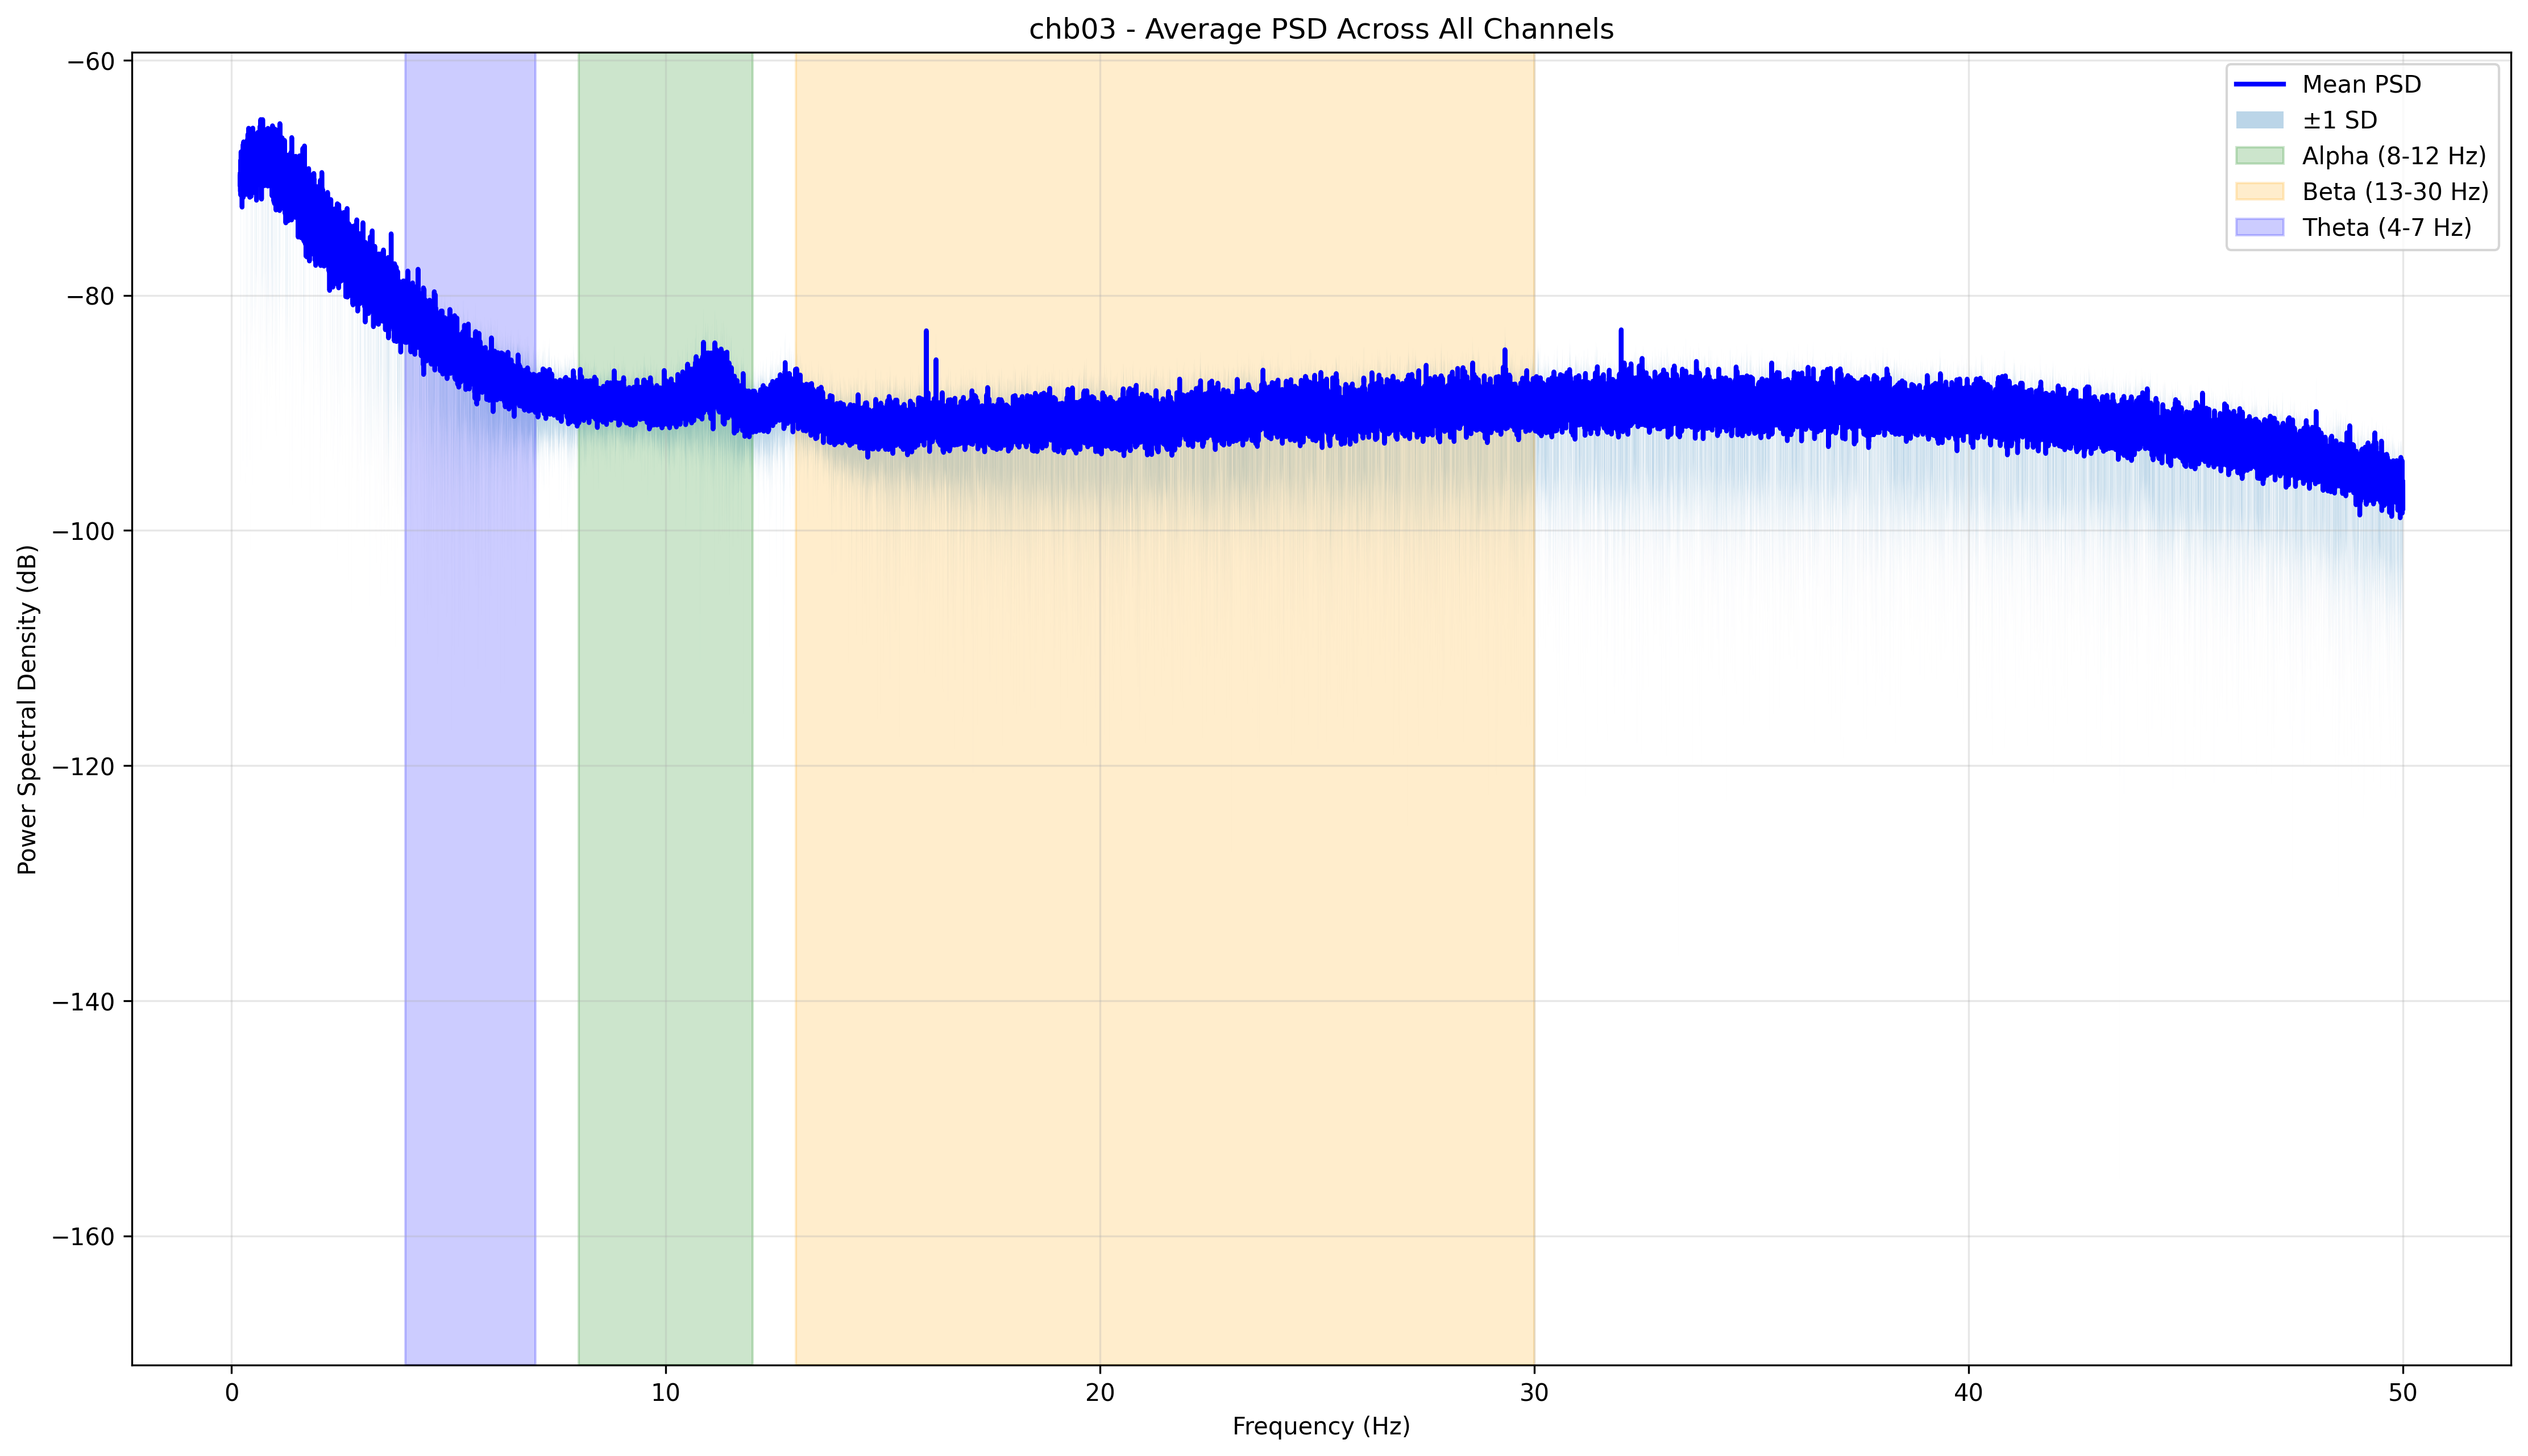 chb03 - Average PSD Across All Channels
Mean PSD
±1 SD
Alpha (8-12 Hz)
Beta (13-30 Hz)
Theta (4-7 Hz)
Power Spectral Density (dB)
−60
−80
−100
−120
−140
−160
0 10 20 30 40 50
Frequency (Hz)